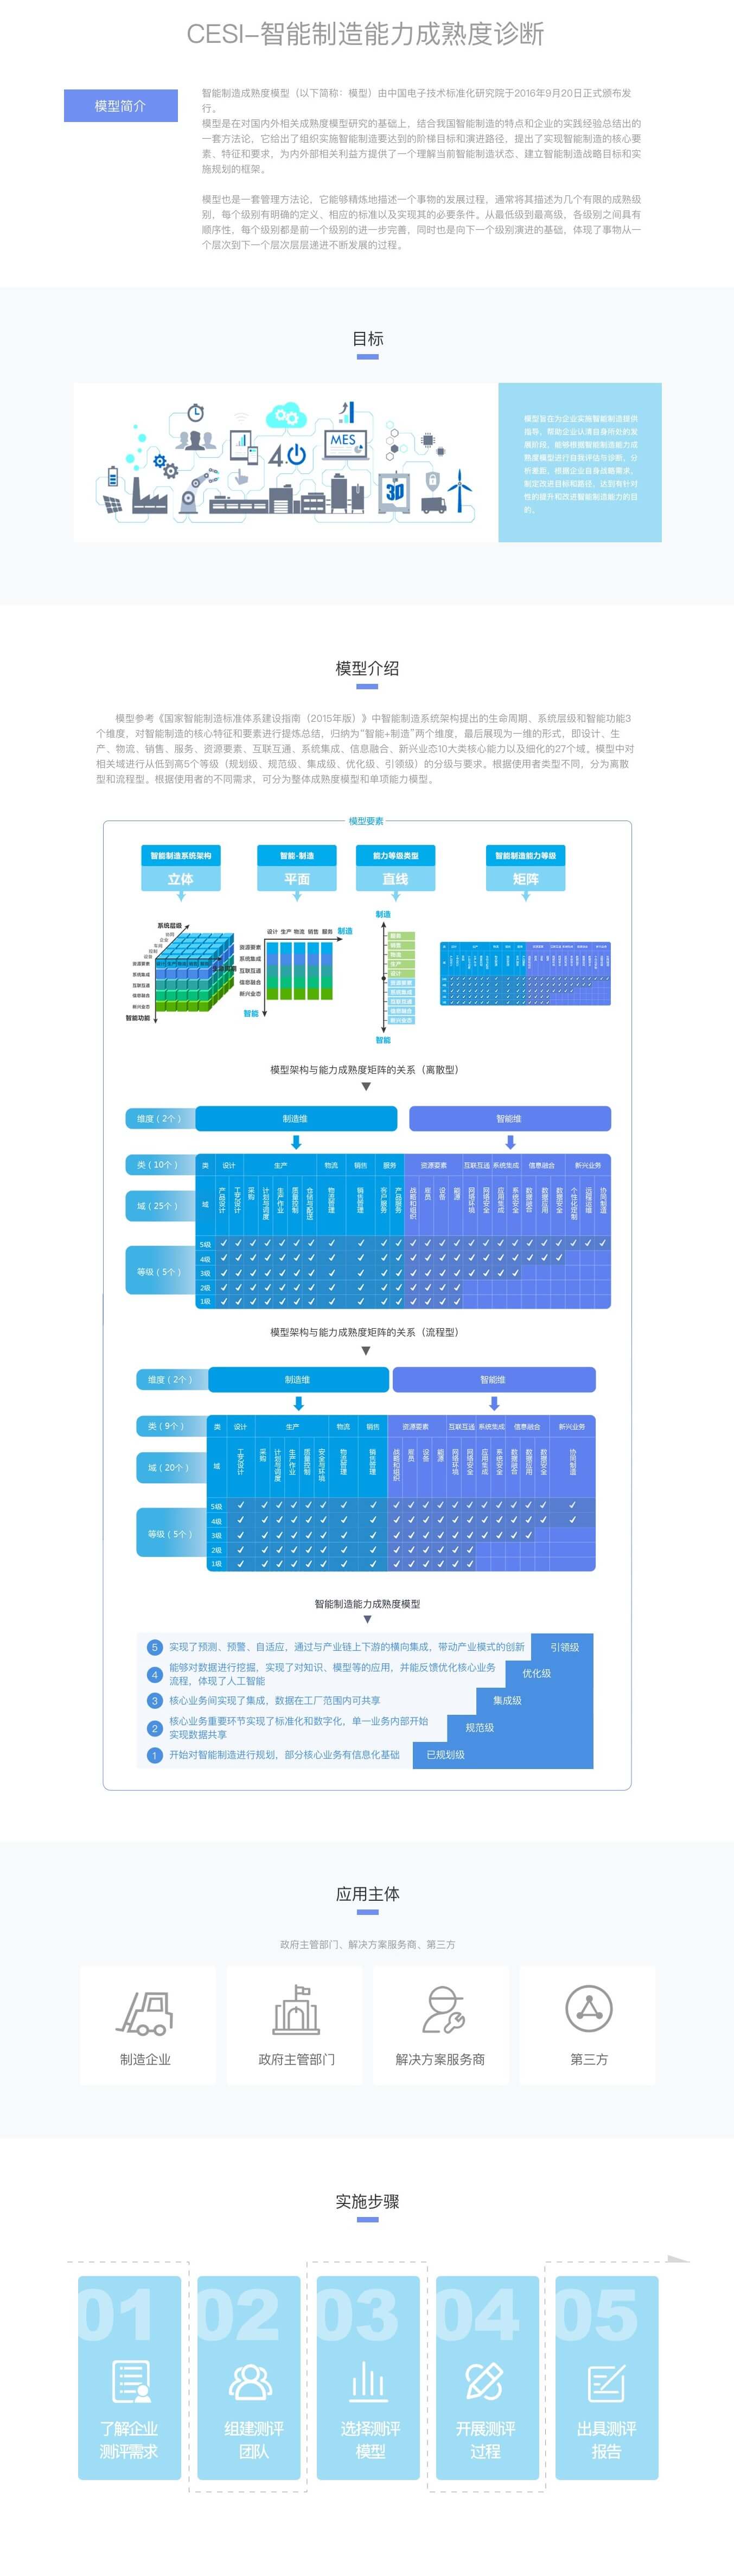 CESI-智能制造能力成熟度诊断
模型简介
智能制造成熟度模型（以下简称：模型）由中国电子技术标准化研究院于2016年9月20日正式颁布发
行。
模型是在对国内外相关成熟度模型研究的基础上，结合我国智能制造的特点和企业的实践经验总结出的
一套方法论，它给出了组织实施智能制造要达到的阶梯目标和演进路径，提出了实现智能制造的核心要
素、特征和要求，为内外部相关利益方提供了一个理解当前智能制造状态、建立智能制造战略目标和实
施规划的框架。
模型也是一套管理方法论，它能够精炼地描述一个事物的发展过程，通常将其描述为几个有限的成熟级
别，每个级别有明确的定义、相应的标准以及实现其的必要条件。从最低级到最高级，各级别之间具有
顺序性，每个级别都是前一个级别的进一步完善，同时也是向下一个级别演进的基础，体现了事物从一
个层次到下一个层次层层递进不断发展的过程。
目标
MES
4.
3D
模型旨在为企业实施智能制造提供
指导，帮助企业认清自身所处的发
展阶段，能够根据智能制造能力成
熟度模型进行自我评估与诊断，分
析差距，根据企业自身战略需求，
制定改进目标和路径，达到有针对
性的提升和改进智能制造能力的目
的。
模型介绍
模型参考《国家智能制造标准体系建设指南（2015年版）》中智能制造系统架构提出的生命周期、系统层级和智能功能3
个维度，对智能制造的核心特征和要素进行提炼总结，归纳为“智能+制造”两个维度，最后展现为一维的形式，即设计、生
产、物流、销售、服务、资源要素、互联互通、系统集成、信息融合、新兴业态10大类核心能力以及细化的27个域。模型中对
相关域进行从低到高5个等级（规划级、规范级、集成级、优化级、引领级）的分级与要求。根据使用者类型不同，分为离散
型和流程型。根据使用者的不同需求，可分为整体成熟度模型和单项能力模型。
模型要素
智能制造系统架构 智能-制造 能力等级类型 智能制造能力等级
立体 平面 直线 矩阵
系统层级
资源要素
系统集成
互联互通
信息融合
新兴业态
智能功能
设计 生产 物流 销售 服务 制造
资源要素
系统集成
互联互通
信息融合
新兴业态
智能
制造
服务
销售
物流
生产
设计
资源要素
系统集成
互联互通
信息融合
新兴业态
智能
模型架构与能力成熟度矩阵的关系（离散型）
维度（2个） 制造维 智能维
类（10个） 类 设计 生产 物流 销售 服务 资源要素 互联互通 系统集成 信息融合 新兴业务
域（25个） 域 产品设计 工艺设计 采购 计划与调度 生产作业 质量控制 仓储与配送 物流管理 销售管理 客户服务 产品服务 战略和组织 雇员 设备 能源 网络环境 网络安全 应用集成 系统安全 数据融合 数据应用 数据安全 个性化定制 远程运维 协同制造
等级（5个）
5级 ✓ ✓ ✓ ✓ ✓ ✓ ✓ ✓ ✓ ✓ ✓ ✓ ✓ ✓ ✓ ✓ ✓ ✓ ✓ ✓ ✓ ✓ ✓ ✓ ✓
4级 ✓ ✓ ✓ ✓ ✓ ✓ ✓ ✓ ✓ ✓ ✓ ✓ ✓ ✓ ✓ ✓ ✓ ✓ ✓ ✓ ✓ ✓
3级 ✓ ✓ ✓ ✓ ✓ ✓ ✓ ✓ ✓ ✓ ✓ ✓ ✓ ✓ ✓ ✓ ✓ ✓ ✓
2级 ✓ ✓ ✓ ✓ ✓ ✓ ✓ ✓ ✓ ✓ ✓ ✓ ✓ ✓ ✓
1级 ✓ ✓ ✓ ✓ ✓ ✓ ✓ ✓ ✓ ✓ ✓ ✓ ✓ ✓ ✓
模型架构与能力成熟度矩阵的关系（流程型）
维度（2个） 制造维 智能维
类（9个） 类 设计 生产 物流 销售 资源要素 互联互通 系统集成 信息融合 新兴业务
域（20个） 域 工艺设计 采购 计划与调度 生产作业 质量控制 安全与环境 物流管理 销售管理 战略和组织 雇员 设备 能源 网络环境 网络安全 应用集成 系统安全 数据融合 数据应用 数据安全 协同制造
等级（5个）
5级 ✓ ✓ ✓ ✓ ✓ ✓ ✓ ✓ ✓ ✓ ✓ ✓ ✓ ✓ ✓ ✓ ✓ ✓ ✓ ✓
4级 ✓ ✓ ✓ ✓ ✓ ✓ ✓ ✓ ✓ ✓ ✓ ✓ ✓ ✓ ✓ ✓ ✓ ✓ ✓ ✓
3级 ✓ ✓ ✓ ✓ ✓ ✓ ✓ ✓ ✓ ✓ ✓ ✓ ✓ ✓ ✓ ✓ ✓ ✓
2级 ✓ ✓ ✓ ✓ ✓ ✓ ✓ ✓ ✓ ✓ ✓ ✓ ✓ ✓
1级 ✓ ✓ ✓ ✓ ✓ ✓ ✓ ✓ ✓ ✓ ✓ ✓ ✓ ✓
智能制造能力成熟度模型
5 实现了预测、预警、自适应，通过与产业链上下游的横向集成，带动产业模式的创新 引领级
4 能够对数据进行挖掘，实现了对知识、模型等的应用，并能反馈优化核心业务 优化级
流程，体现了人工智能
3 核心业务间实现了集成，数据在工厂范围内可共享 集成级
2 核心业务重要环节实现了标准化和数字化，单一业务内部开始 规范级
实现数据共享
1 开始对智能制造进行规划，部分核心业务有信息化基础 已规划级
应用主体
政府主管部门、解决方案服务商、第三方
制造企业 政府主管部门 解决方案服务商 第三方
实施步骤
01 02 03 04 05
了解企业 组建测评 选择测评 开展测评 出具测评
测评需求 团队 模型 过程 报告